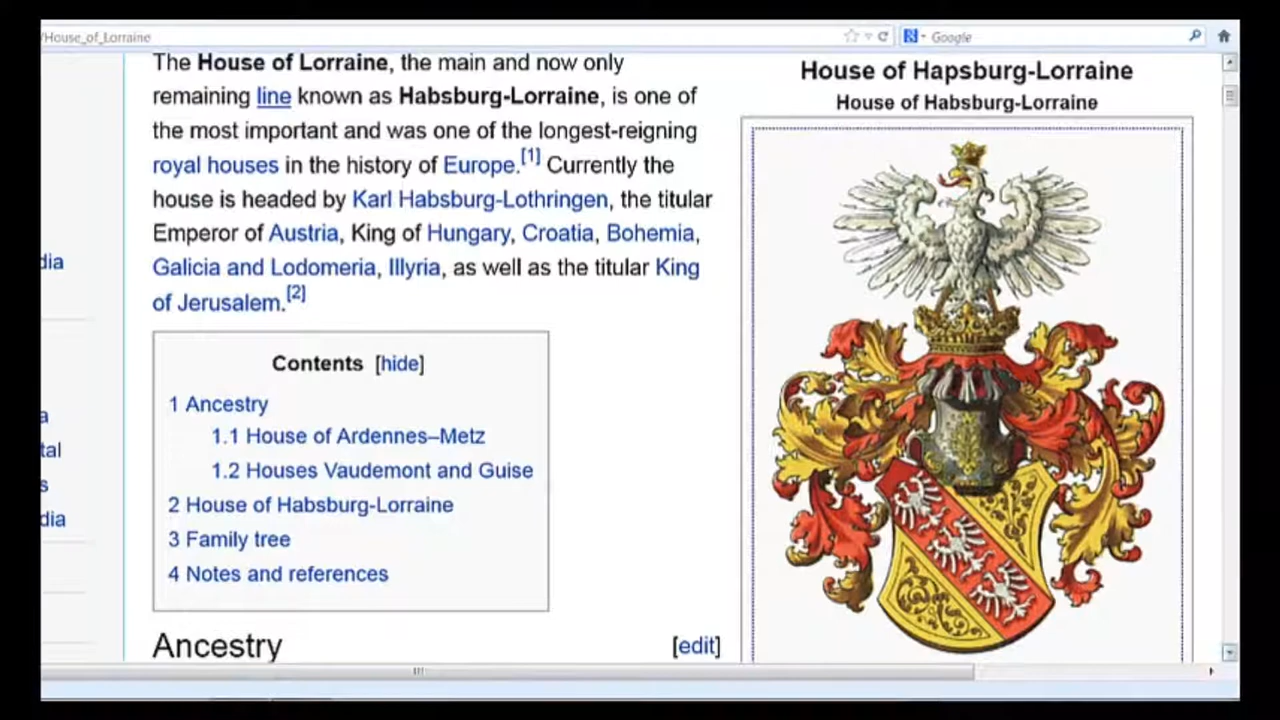 /House_of_Lorraine
Google
The House of Lorraine, the main and now only
remaining line known as Habsburg-Lorraine, is one of
the most important and was one of the longest-reigning
royal houses in the history of Europe.[1] Currently the
house is headed by Karl Habsburg-Lothringen, the titular
Emperor of Austria, King of Hungary, Croatia, Bohemia,
Galicia and Lodomeria, Illyria, as well as the titular King
of Jerusalem.[2]
Contents [hide]
1 Ancestry
1.1 House of Ardennes–Metz
1.2 Houses Vaudemont and Guise
2 House of Habsburg-Lorraine
3 Family tree
4 Notes and references
Ancestry [edit]
House of Hapsburg-Lorraine
House of Habsburg-Lorraine
dia
a
tal
s
dia